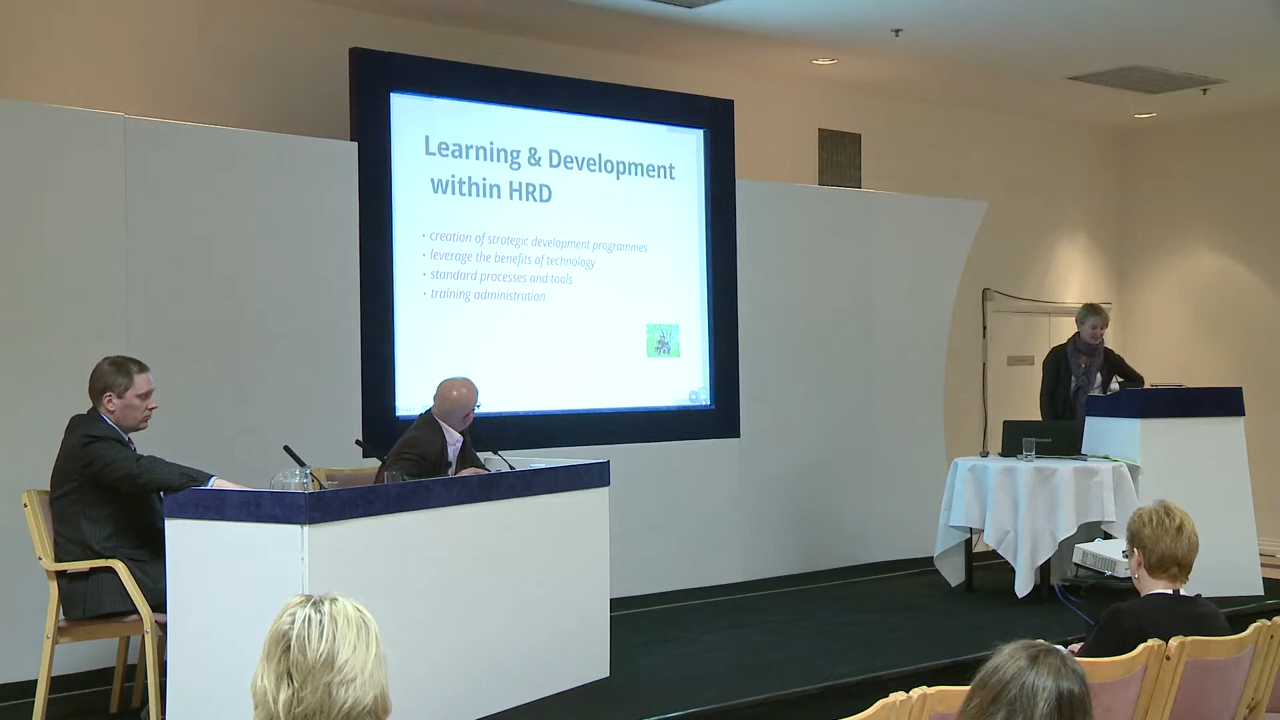 Learning & Development
within HRD
· creation of strategic development programmes
· leverage the benefits of technology
· standard processes and tools
· training administration